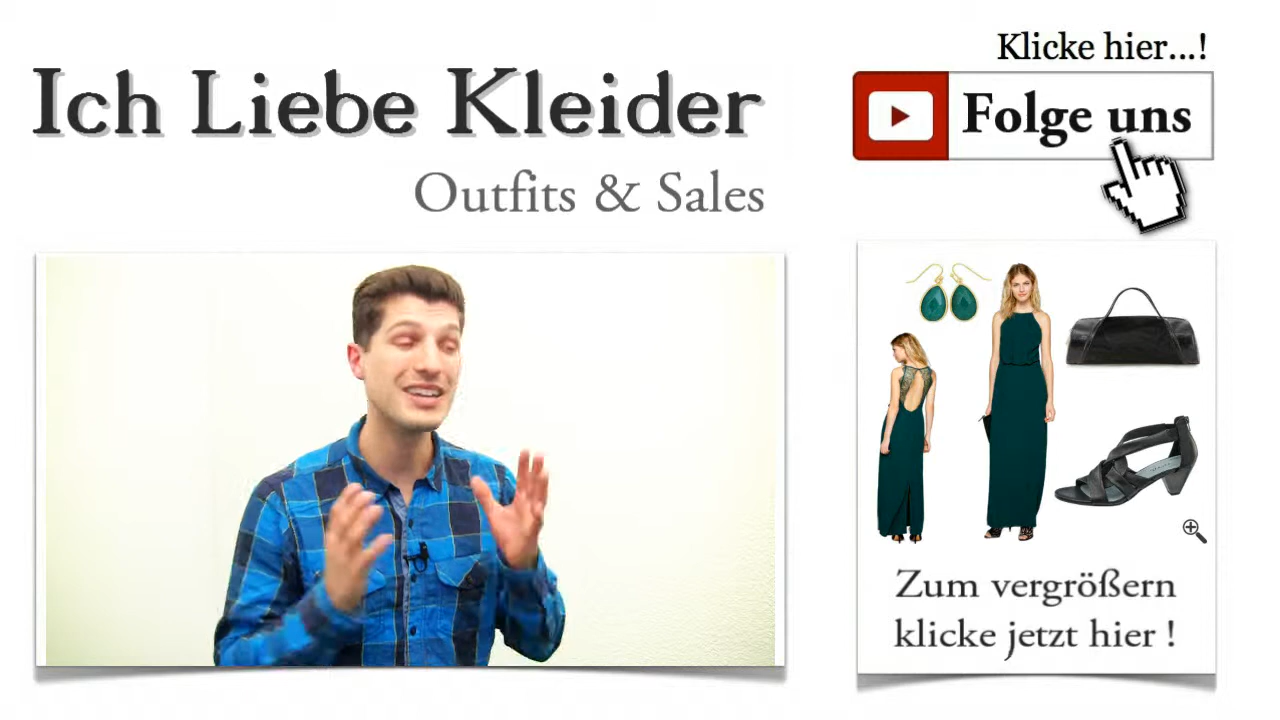 Ich Liebe Kleider
Outfits & Sales
Klicke hier...!
Folge uns
Zum vergrößern
klicke jetzt hier !